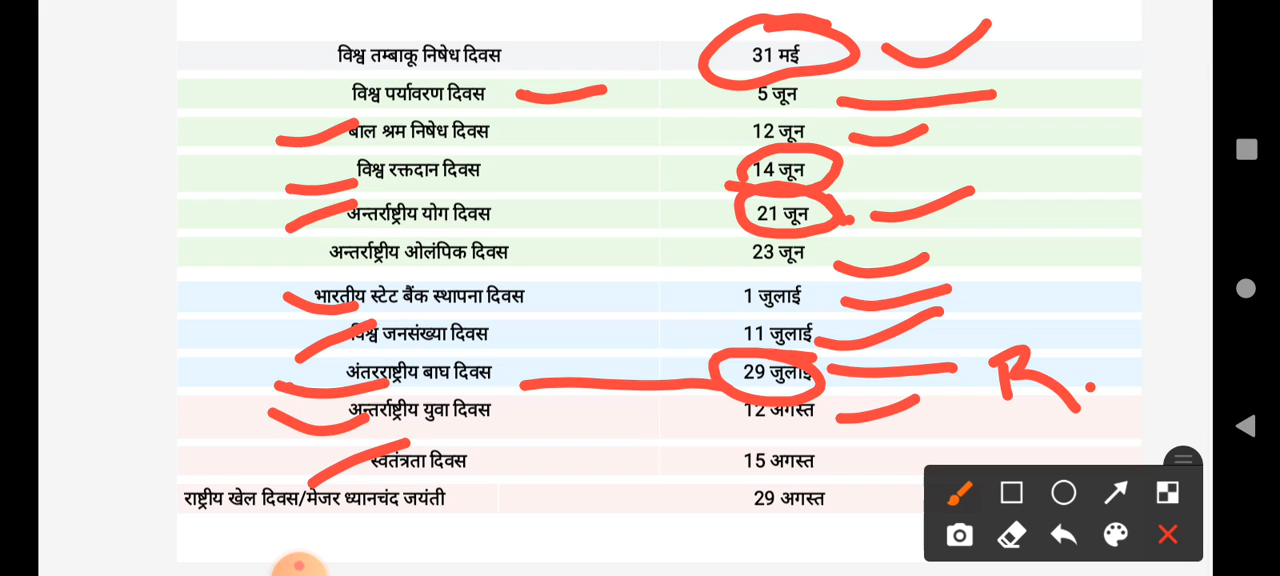 विश्व तम्बाकू निषेध दिवस 31 मई
विश्व पर्यावरण दिवस 5 जून
बाल श्रम निषेध दिवस 12 जून
विश्व रक्तदान दिवस 14 जून
अन्तर्राष्ट्रीय योग दिवस 21 जून
अन्तर्राष्ट्रीय ओलंपिक दिवस 23 जून
भारतीय स्टेट बैंक स्थापना दिवस 1 जुलाई
विश्व जनसंख्या दिवस 11 जुलाई
अंतरराष्ट्रीय बाघ दिवस 29 जुलाई
अन्तर्राष्ट्रीय युवा दिवस 12 अगस्त
स्वतंत्रता दिवस 15 अगस्त
राष्ट्रीय खेल दिवस/मेजर ध्यानचंद जयंती 29 अगस्त